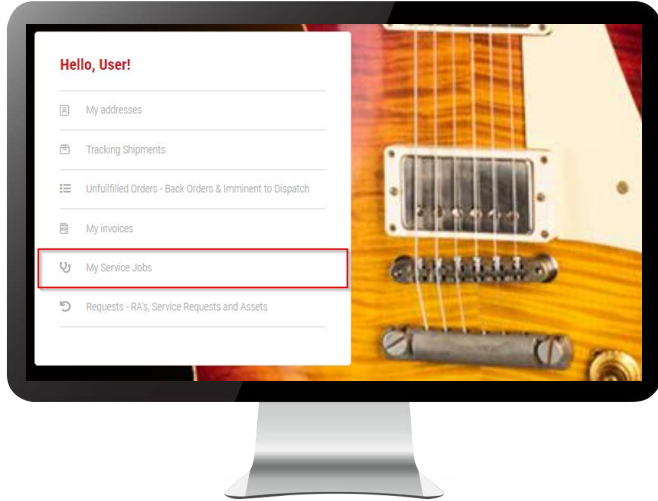 Hello, User!
My addresses
Tracking Shipments
Unfullfilled Orders - Back Orders & Imminent to Dispatch
My invoices
My Service Jobs
Requests - RA's, Service Requests and Assets